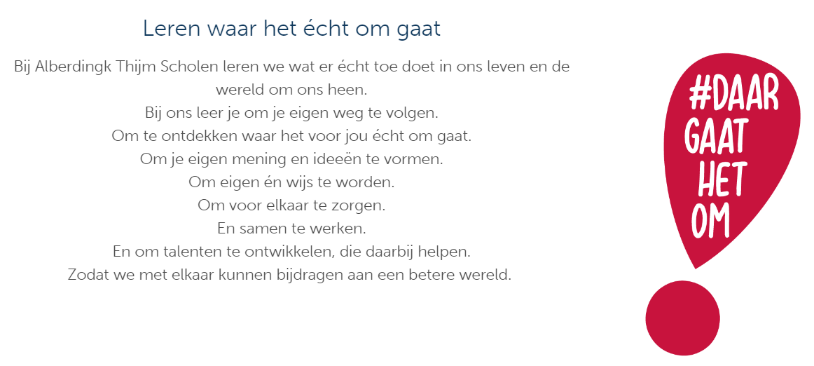 Leren waar het écht om gaat
Bij Alberdingk Thijm Scholen leren we wat er écht toe doet in ons leven en de
wereld om ons heen.
Bij ons leer je om je eigen weg te volgen.
Om te ontdekken waar het voor jou écht om gaat.
Om je eigen mening en ideeën te vormen.
Om eigen én wijs te worden.
Om voor elkaar te zorgen.
En samen te werken.
En om talenten te ontwikkelen, die daarbij helpen.
Zodat we met elkaar kunnen bijdragen aan een betere wereld.
#DAAR
GAAT
HET
OM